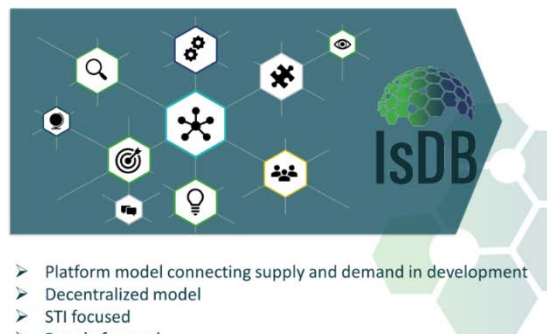 IsDB
➢ Platform model connecting supply and demand in development
➢ Decentralized model
➢ STI focused